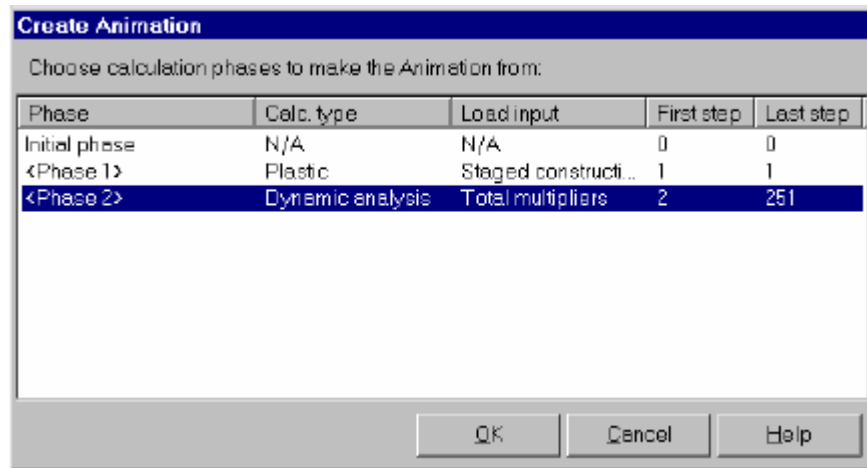 Create Animation
Choose calculation phases to make the Animation from:
Phase Calc. type Load input First step Last step
Initial phase N/A N/A 0 0
<Phase 1> Plastic Staged constructi... 1 1
<Phase 2> Dynamic analysis Total multipliers 2 251
OK Cancel Help